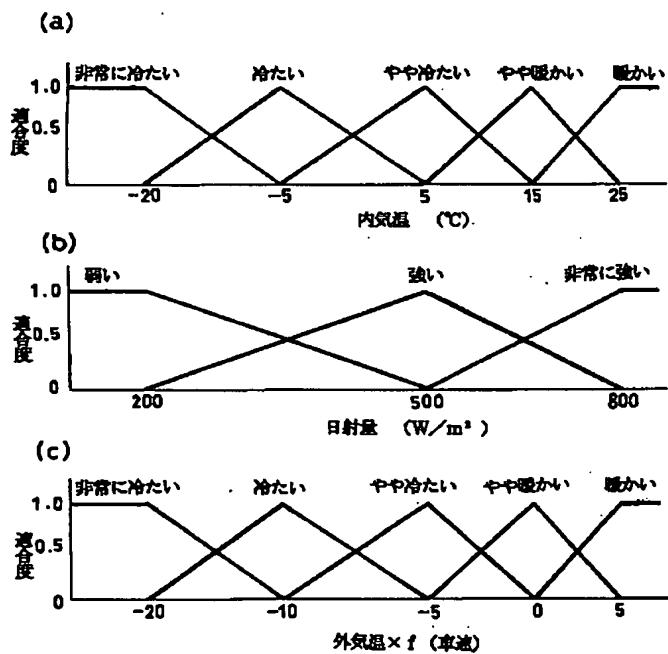 (a)
非常に冷たい 冷たい やや冷たい やや暖かい 暖かい
1.0
適合度
0.5
0
-20 -5 5 15 25
内気温 (℃)
(b)
弱い 強い 非常に強い
1.0
適合度
0.5
0
200 500 800
日射量 (W/m²)
(c)
非常に冷たい 冷たい やや冷たい やや暖かい 暖かい
1.0
適合度
0.5
0
-20 -10 -5 0 5
外気温×f (車速)